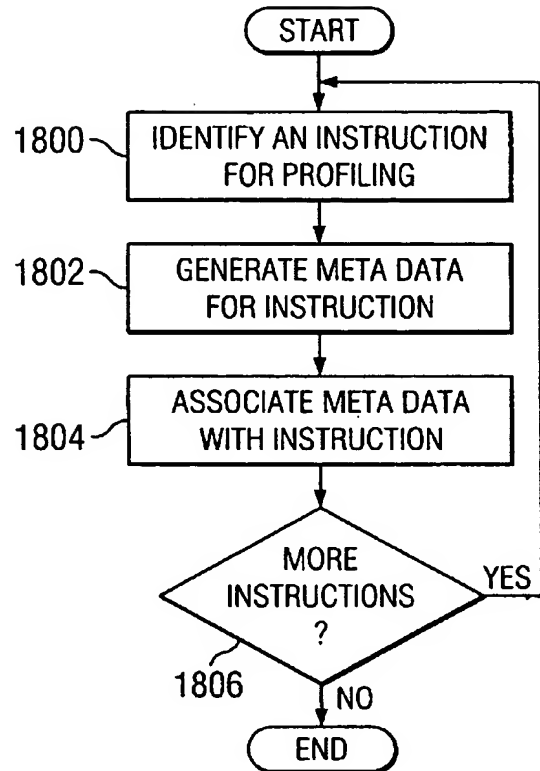 START
1800
IDENTIFY AN INSTRUCTION
FOR PROFILING
1802
GENERATE META DATA
FOR INSTRUCTION
1804
ASSOCIATE META DATA
WITH INSTRUCTION
MORE
INSTRUCTIONS
?
YES
1806
NO
END